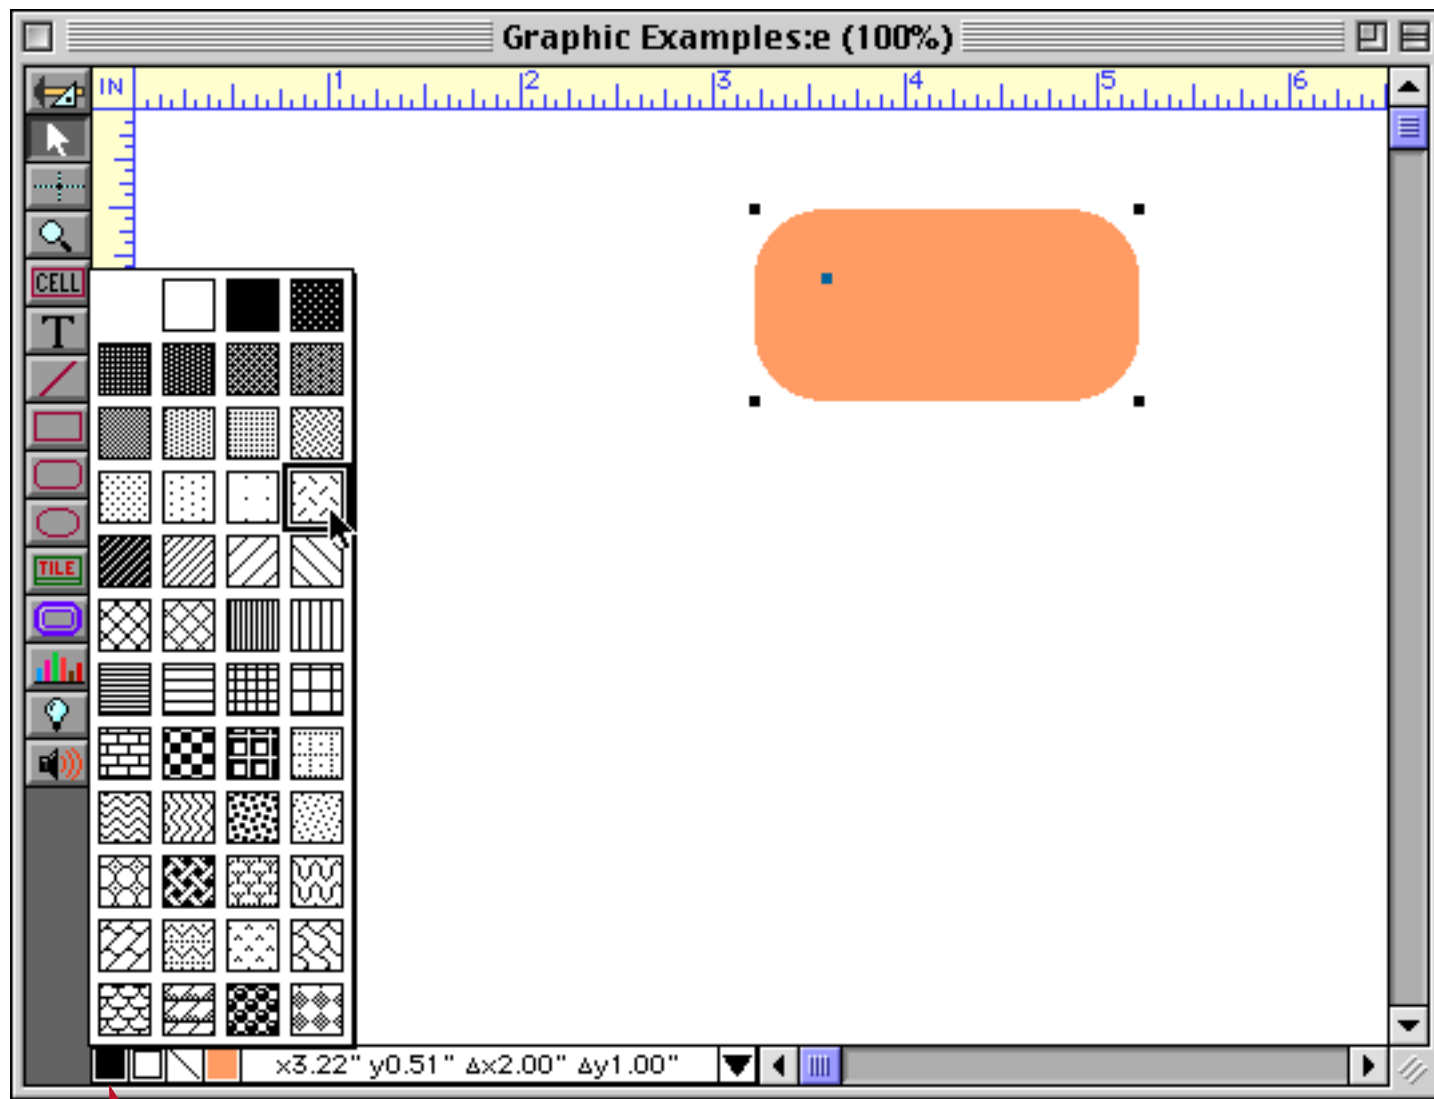 Graphic Examples:e (100%)
IN 1 2 3 4 5 6
CELL
T
TILE
x3.22" y0.51" Δx2.00" Δy1.00"